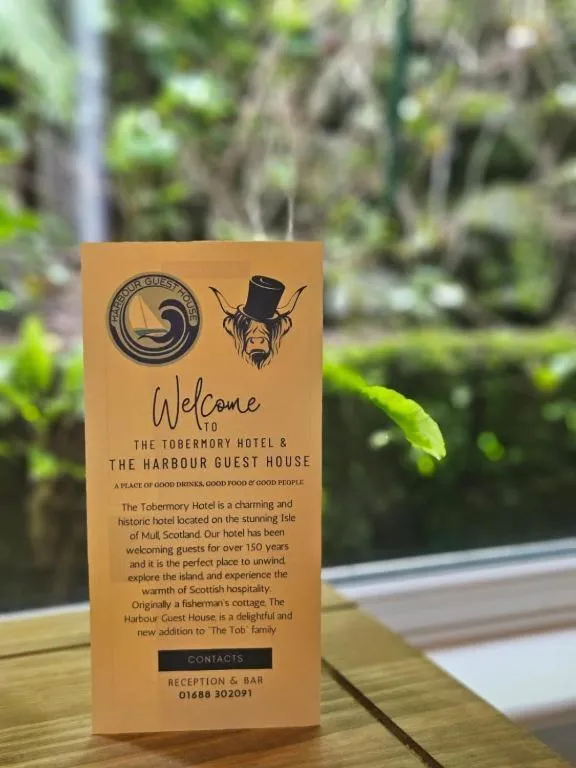 HARBOUR GUEST HOUSE
Welcome
TO
THE TOBERMORY HOTEL &
THE HARBOUR GUEST HOUSE
A PLACE OF GOOD DRINKS, GOOD FOOD & GOOD PEOPLE
The Tobermory Hotel is a charming and
historic hotel located on the stunning Isle
of Mull, Scotland. Our hotel has been
welcoming guests for over 150 years
and it is the perfect place to unwind,
explore the island, and experience the
warmth of Scottish hospitality.
Originally a fisherman's cottage, The
Harbour Guest House, is a delightful and
new addition to "The Tob" family
CONTACTS
RECEPTION & BAR
01688 302091